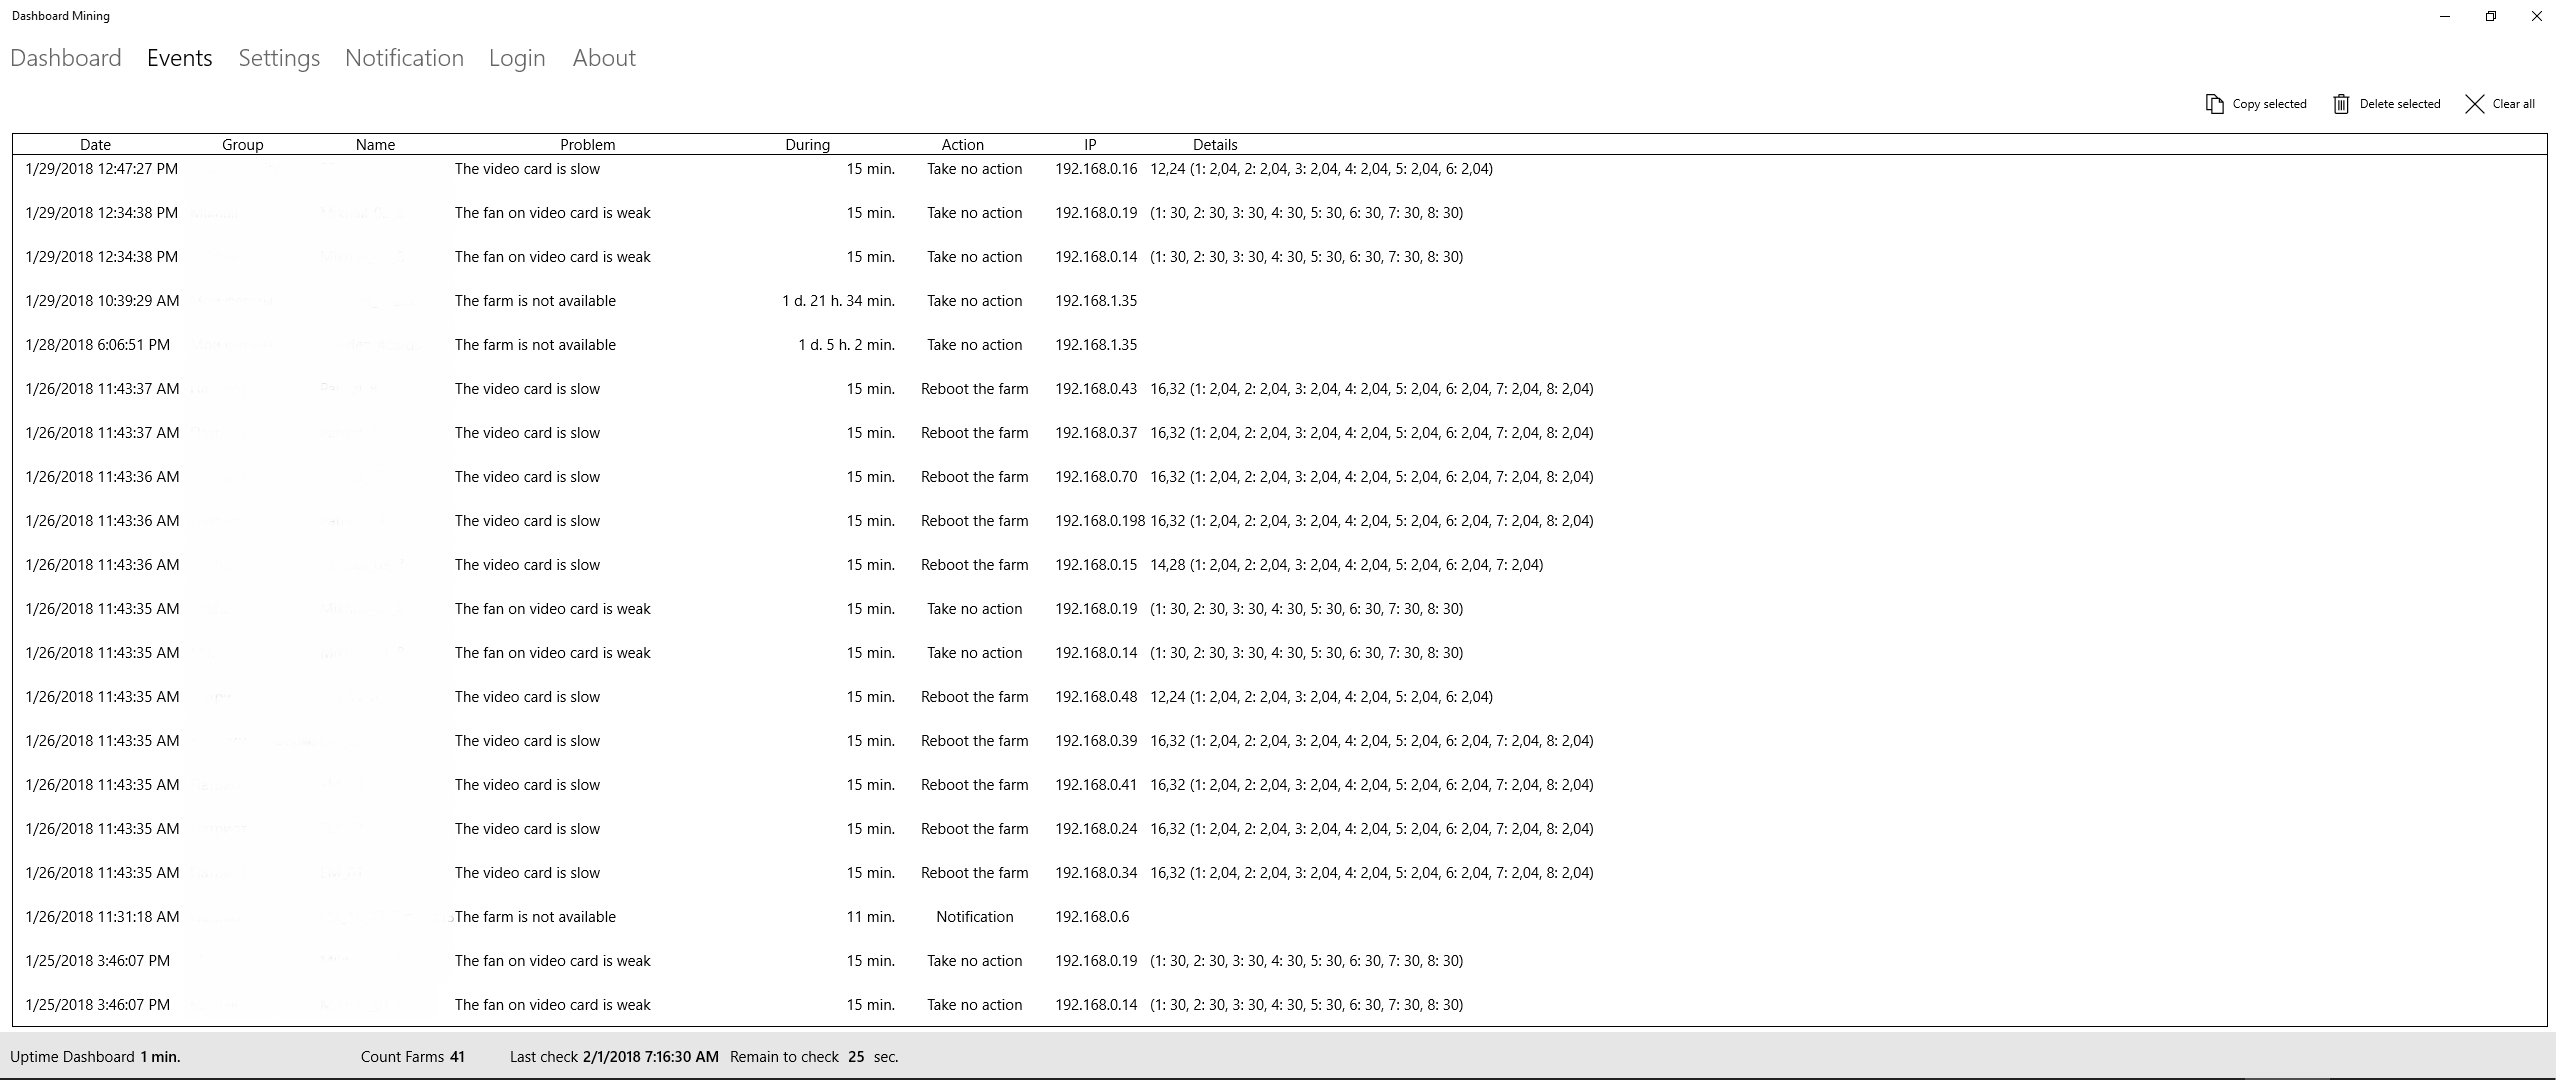 Dashboard Mining
Dashboard Events Settings Notification Login About
Copy selected Delete selected Clear all
Date Group Name Problem During Action IP Details
1/29/2018 12:47:27 PM The video card is slow 15 min. Take no action 192.168.0.16 12,24 (1: 2,04, 2: 2,04, 3: 2,04, 4: 2,04, 5: 2,04, 6: 2,04)
1/29/2018 12:34:38 PM The fan on video card is weak 15 min. Take no action 192.168.0.19 (1: 30, 2: 30, 3: 30, 4: 30, 5: 30, 6: 30, 7: 30, 8: 30)
1/29/2018 12:34:38 PM The fan on video card is weak 15 min. Take no action 192.168.0.14 (1: 30, 2: 30, 3: 30, 4: 30, 5: 30, 6: 30, 7: 30, 8: 30)
1/29/2018 10:39:29 AM The farm is not available 1 d. 21 h. 34 min. Take no action 192.168.1.35
1/28/2018 6:06:51 PM The farm is not available 1 d. 5 h. 2 min. Take no action 192.168.1.35
1/26/2018 11:43:37 AM The video card is slow 15 min. Reboot the farm 192.168.0.43 16,32 (1: 2,04, 2: 2,04, 3: 2,04, 4: 2,04, 5: 2,04, 6: 2,04, 7: 2,04, 8: 2,04)
1/26/2018 11:43:37 AM The video card is slow 15 min. Reboot the farm 192.168.0.37 16,32 (1: 2,04, 2: 2,04, 3: 2,04, 4: 2,04, 5: 2,04, 6: 2,04, 7: 2,04, 8: 2,04)
1/26/2018 11:43:36 AM The video card is slow 15 min. Reboot the farm 192.168.0.70 16,32 (1: 2,04, 2: 2,04, 3: 2,04, 4: 2,04, 5: 2,04, 6: 2,04, 7: 2,04, 8: 2,04)
1/26/2018 11:43:36 AM The video card is slow 15 min. Reboot the farm 192.168.0.198 16,32 (1: 2,04, 2: 2,04, 3: 2,04, 4: 2,04, 5: 2,04, 6: 2,04, 7: 2,04, 8: 2,04)
1/26/2018 11:43:36 AM The video card is slow 15 min. Reboot the farm 192.168.0.15 14,28 (1: 2,04, 2: 2,04, 3: 2,04, 4: 2,04, 5: 2,04, 6: 2,04, 7: 2,04)
1/26/2018 11:43:35 AM The fan on video card is weak 15 min. Take no action 192.168.0.19 (1: 30, 2: 30, 3: 30, 4: 30, 5: 30, 6: 30, 7: 30, 8: 30)
1/26/2018 11:43:35 AM The fan on video card is weak 15 min. Take no action 192.168.0.14 (1: 30, 2: 30, 3: 30, 4: 30, 5: 30, 6: 30, 7: 30, 8: 30)
1/26/2018 11:43:35 AM The video card is slow 15 min. Reboot the farm 192.168.0.48 12,24 (1: 2,04, 2: 2,04, 3: 2,04, 4: 2,04, 5: 2,04, 6: 2,04)
1/26/2018 11:43:35 AM The video card is slow 15 min. Reboot the farm 192.168.0.39 16,32 (1: 2,04, 2: 2,04, 3: 2,04, 4: 2,04, 5: 2,04, 6: 2,04, 7: 2,04, 8: 2,04)
1/26/2018 11:43:35 AM The video card is slow 15 min. Reboot the farm 192.168.0.41 16,32 (1: 2,04, 2: 2,04, 3: 2,04, 4: 2,04, 5: 2,04, 6: 2,04, 7: 2,04, 8: 2,04)
1/26/2018 11:43:35 AM The video card is slow 15 min. Reboot the farm 192.168.0.24 16,32 (1: 2,04, 2: 2,04, 3: 2,04, 4: 2,04, 5: 2,04, 6: 2,04, 7: 2,04, 8: 2,04)
1/26/2018 11:43:35 AM The video card is slow 15 min. Reboot the farm 192.168.0.34 16,32 (1: 2,04, 2: 2,04, 3: 2,04, 4: 2,04, 5: 2,04, 6: 2,04, 7: 2,04, 8: 2,04)
1/26/2018 11:31:18 AM The farm is not available 11 min. Notification 192.168.0.6
1/25/2018 3:46:07 PM The fan on video card is weak 15 min. Take no action 192.168.0.19 (1: 30, 2: 30, 3: 30, 4: 30, 5: 30, 6: 30, 7: 30, 8: 30)
1/25/2018 3:46:07 PM The fan on video card is weak 15 min. Take no action 192.168.0.14 (1: 30, 2: 30, 3: 30, 4: 30, 5: 30, 6: 30, 7: 30, 8: 30)
Uptime Dashboard 1 min. Count Farms 41 Last check 2/1/2018 7:16:30 AM Remain to check 25 sec.